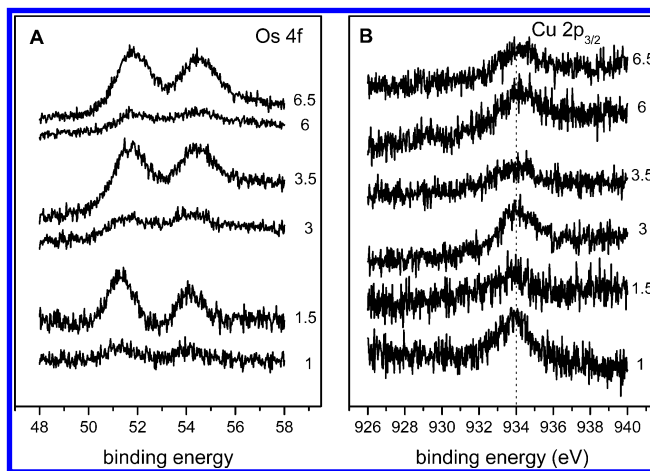 A
Os 4f
6.5
6
3.5
3
1.5
1
48 50 52 54 56 58
binding energy
B
Cu 2p3/2
6.5
6
3.5
3
1.5
1
926 928 930 932 934 936 938 940
binding energy (eV)